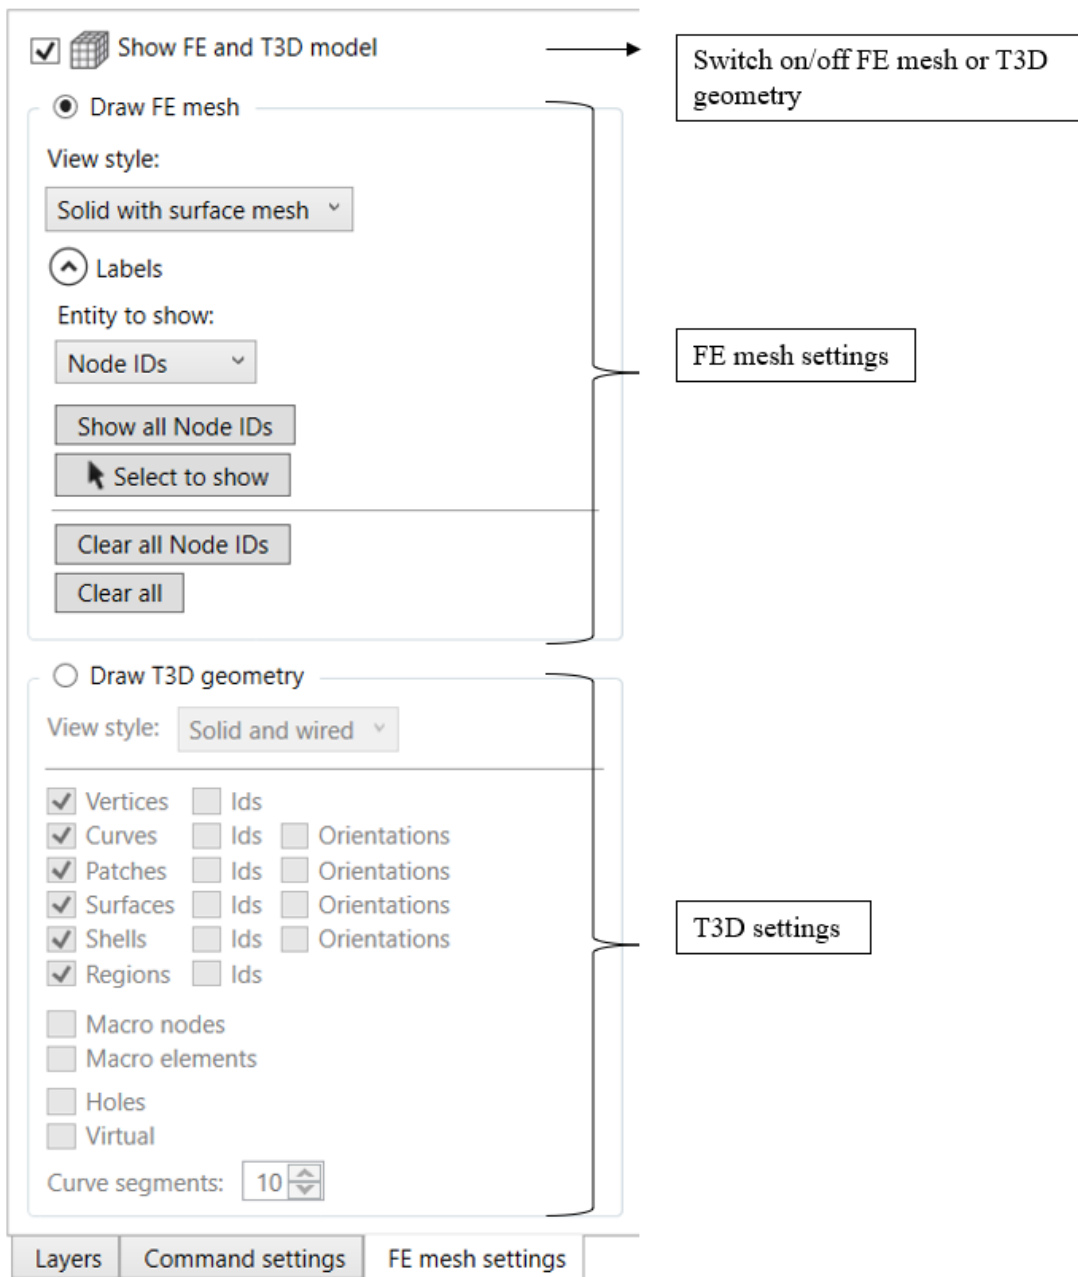 Show FE and T3D model
Switch on/off FE mesh or T3D
geometry
Draw FE mesh
View style:
Solid with surface mesh
Labels
Entity to show:
Node IDs
FE mesh settings
Show all Node IDs
Select to show
Clear all Node IDs
Clear all
Draw T3D geometry
View style: Solid and wired
Vertices Ids
Curves Ids Orientations
Patches Ids Orientations
Surfaces Ids Orientations
Shells Ids Orientations
Regions Ids
T3D settings
Macro nodes
Macro elements
Holes
Virtual
Curve segments: 10
Layers Command settings FE mesh settings